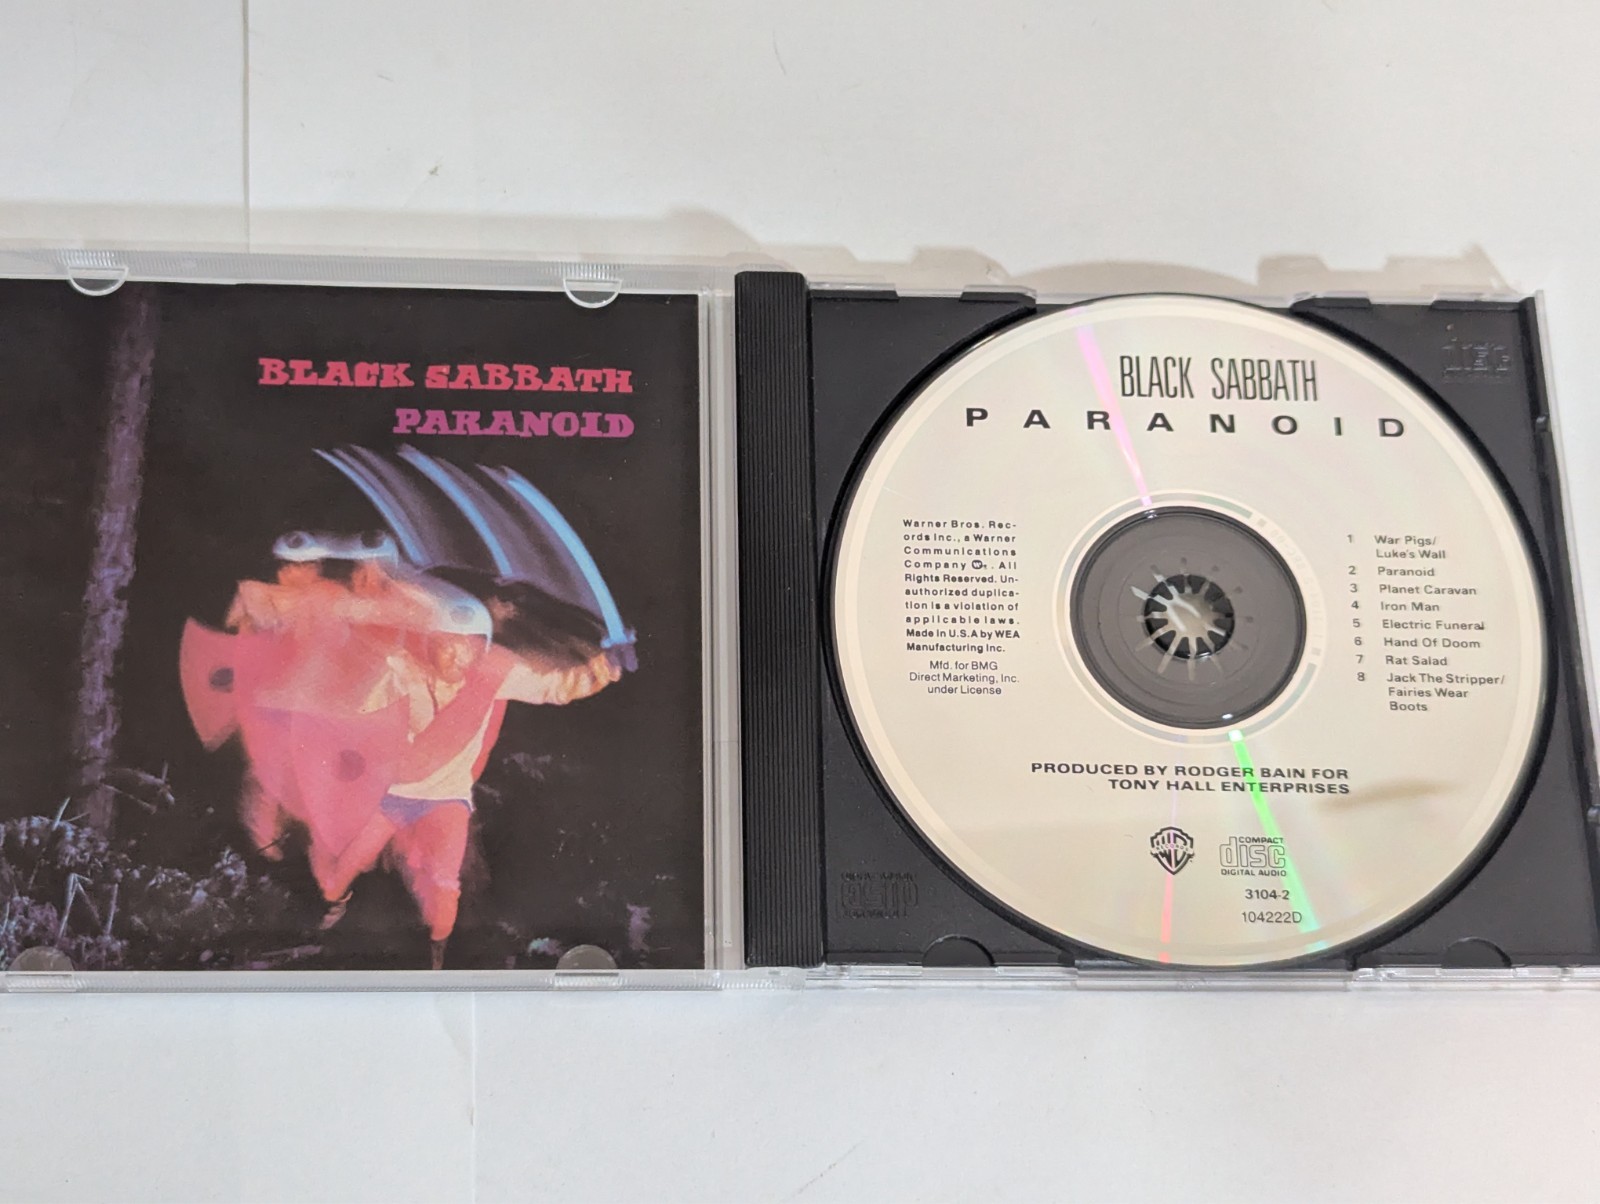 BLACK SABBATH
PARANOID
BLACK SABBATH
PARANOID
Warner Bros. Rec-
ords Inc., a Warner
Communications
Company . All
Rights Reserved. Un-
authorized duplica-
tion is a violation of
applicable laws.
Made in U.S.A by WEA
Manufacturing Inc.
Mfd. for BMG
Direct Marketing, Inc.
under License
1 War Pigs/
Luke's Wall
2 Paranoid
3 Planet Caravan
4 Iron Man
5 Electric Funeral
6 Hand Of Doom
7 Rat Salad
8 Jack The Stripper/
Fairies Wear
Boots
PRODUCED BY RODGER BAIN FOR
TONY HALL ENTERPRISES
COMPACT
disc
DIGITAL AUDIO
3104-2
104222D